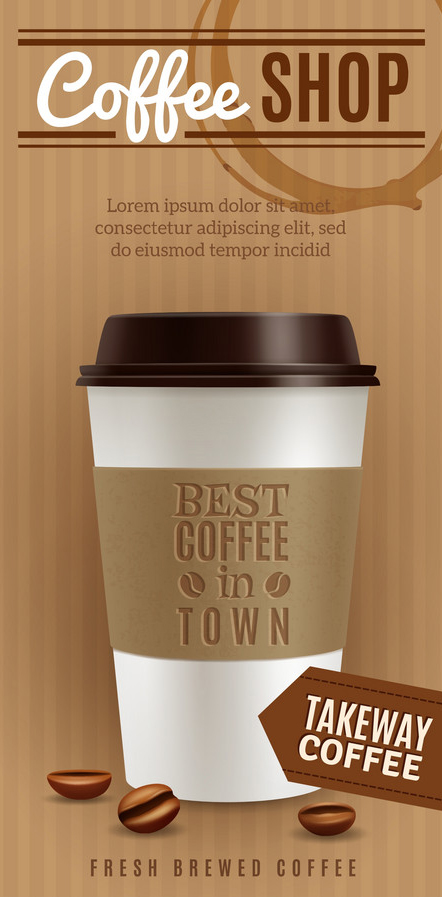 Coffee SHOP
Lorem ipsum dolor sit amet,
consectetur adipiscing elit, sed
do eiusmod tempor incidid
BEST
COFFEE
in
TOWN
TAKEWAY
COFFEE
FRESH BREWED COFFEE